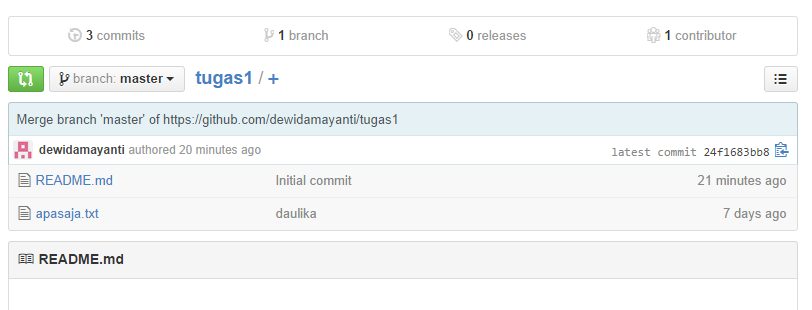 3 commits 1 branch 0 releases 1 contributor
branch: master tugas1 / +
Merge branch 'master' of https://github.com/dewidamayanti/tugas1
dewidamayanti authored 20 minutes ago latest commit 24f1683bb8
README.md Initial commit 21 minutes ago
apasaja.txt daulika 7 days ago
README.md